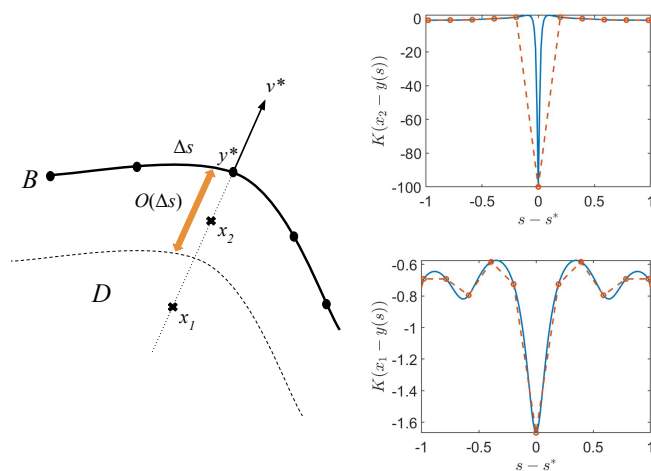 ν*
Δs
y*
B
O(Δs)
x₂
D
x₁
0
-20
-40
-60
-80
-100
K(x₂ − y(s))
-1 -0.5 0 0.5 1
s − s*
-0.6
-0.8
-1
-1.2
-1.4
-1.6
K(x₁ − y(s))
-1 -0.5 0 0.5 1
s − s*